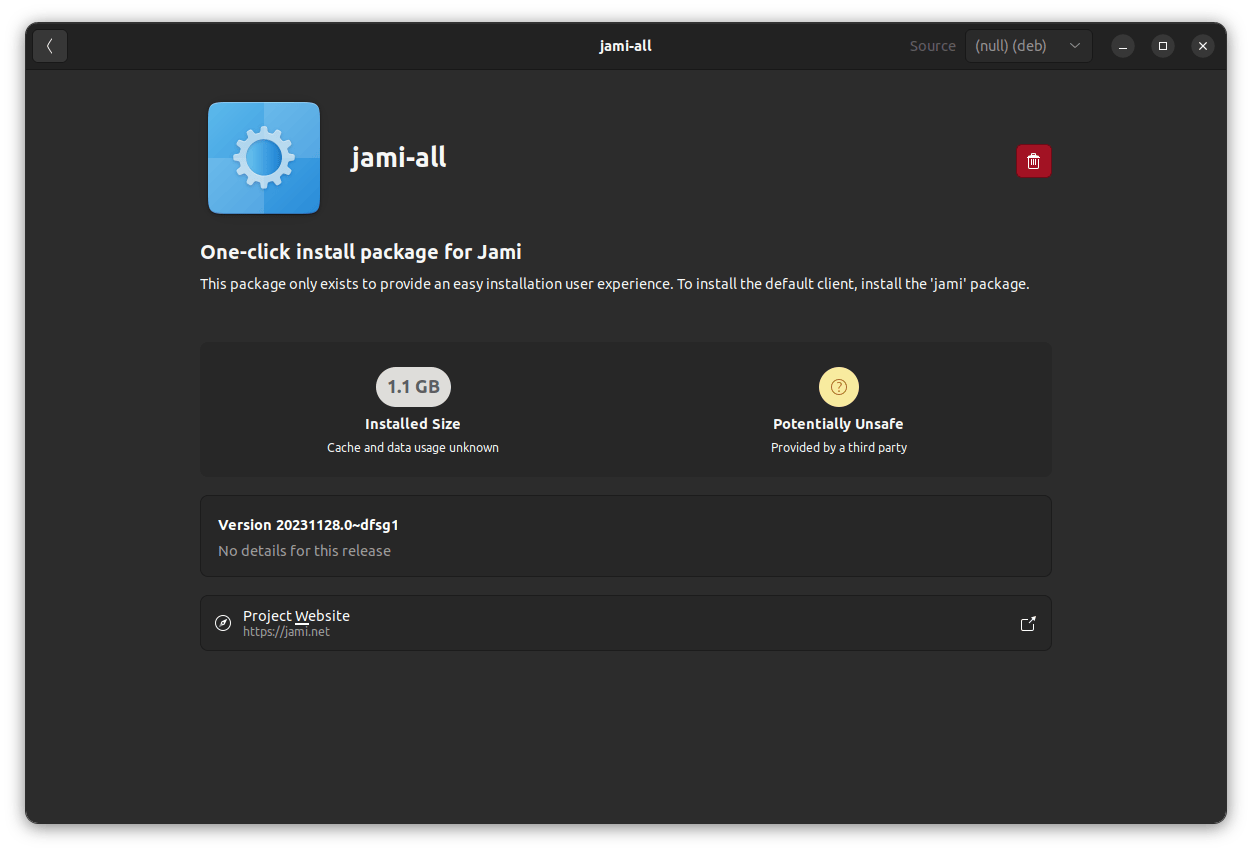 jami-all
Source
(null) (deb)
jami-all
One-click install package for Jami
This package only exists to provide an easy installation user experience. To install the default client, install the 'jami' package.
1.1 GB
Installed Size
Cache and data usage unknown
?
Potentially Unsafe
Provided by a third party
Version 20231128.0~dfsg1
No details for this release
Project Website
https://jami.net